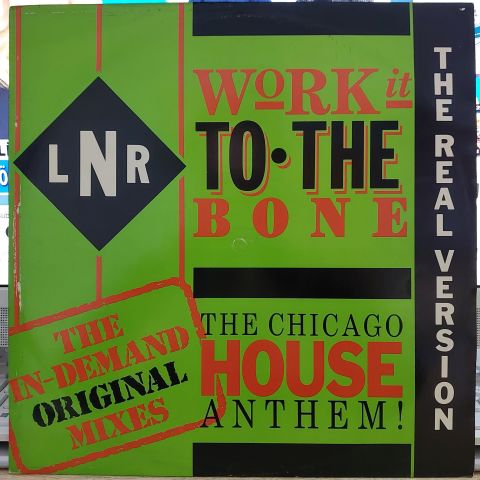 LNR
WORK it
TO·THE
BONE
THE REAL VERSION
THE
IN-DEMAND
ORIGINAL
MIXES
THE CHICAGO
HOUSE
ANTHEM!